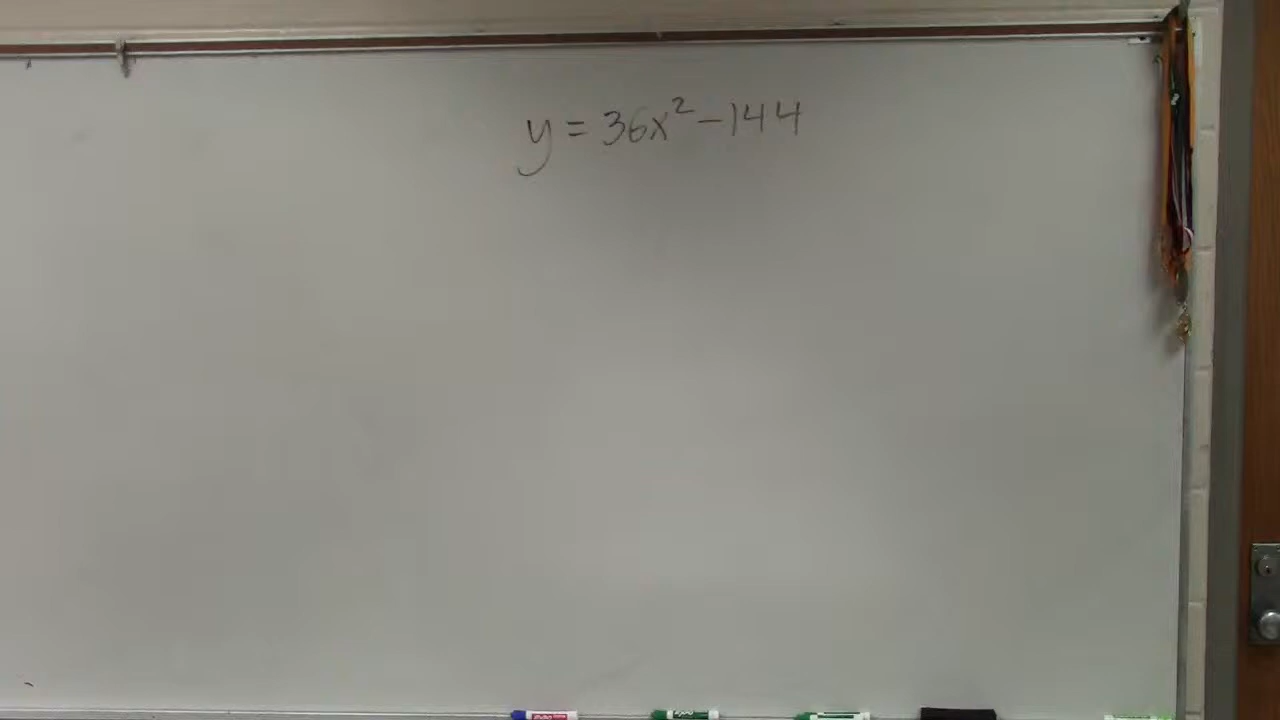 y = 36x² - 144